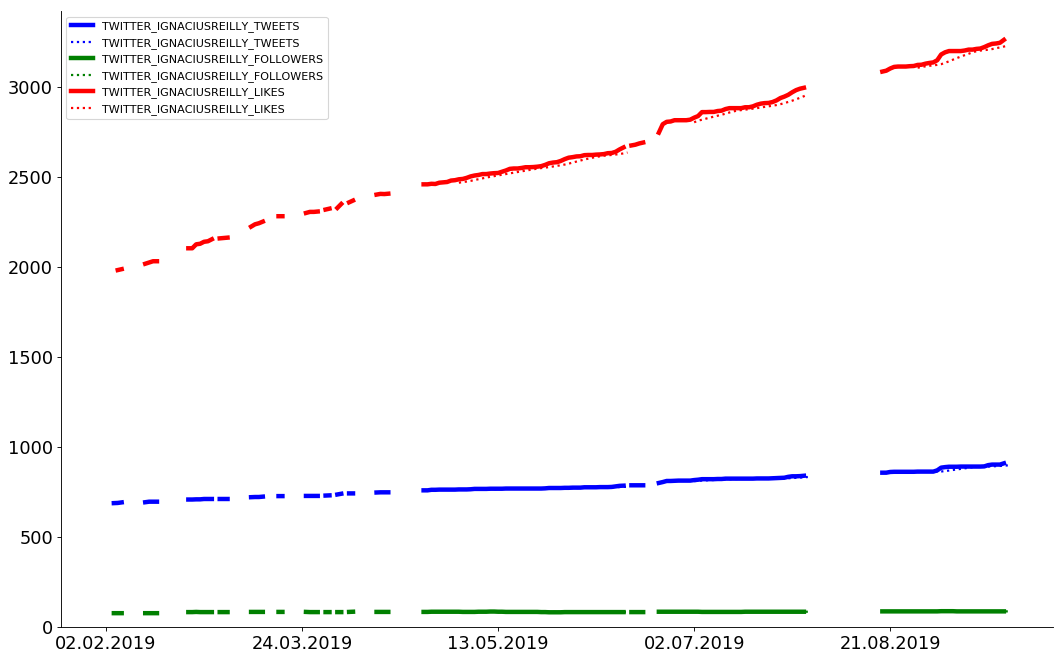 TWITTER_IGNACIUSREILLY_TWEETS
TWITTER_IGNACIUSREILLY_TWEETS
TWITTER_IGNACIUSREILLY_FOLLOWERS
TWITTER_IGNACIUSREILLY_FOLLOWERS
TWITTER_IGNACIUSREILLY_LIKES
TWITTER_IGNACIUSREILLY_LIKES
3000
2500
2000
1500
1000
500
0
02.02.2019 24.03.2019 13.05.2019 02.07.2019 21.08.2019